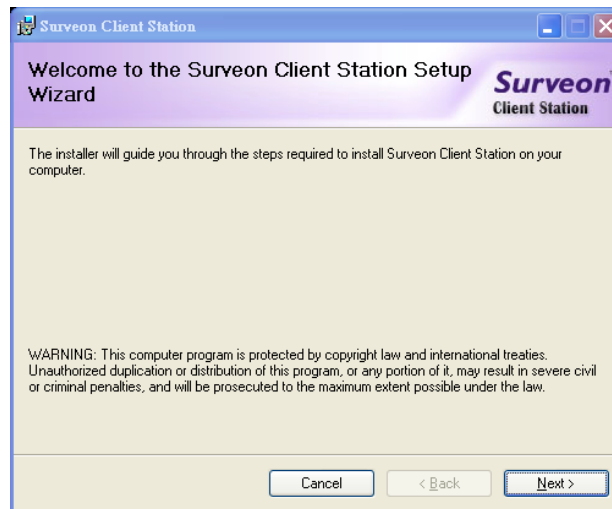 Surveon Client Station
Welcome to the Surveon Client Station Setup
Wizard
Surveon
Client Station
The installer will guide you through the steps required to install Surveon Client Station on your
computer.
WARNING: This computer program is protected by copyright law and international treaties.
Unauthorized duplication or distribution of this program, or any portion of it, may result in severe civil
or criminal penalties, and will be prosecuted to the maximum extent possible under the law.
Cancel
< Back
Next >